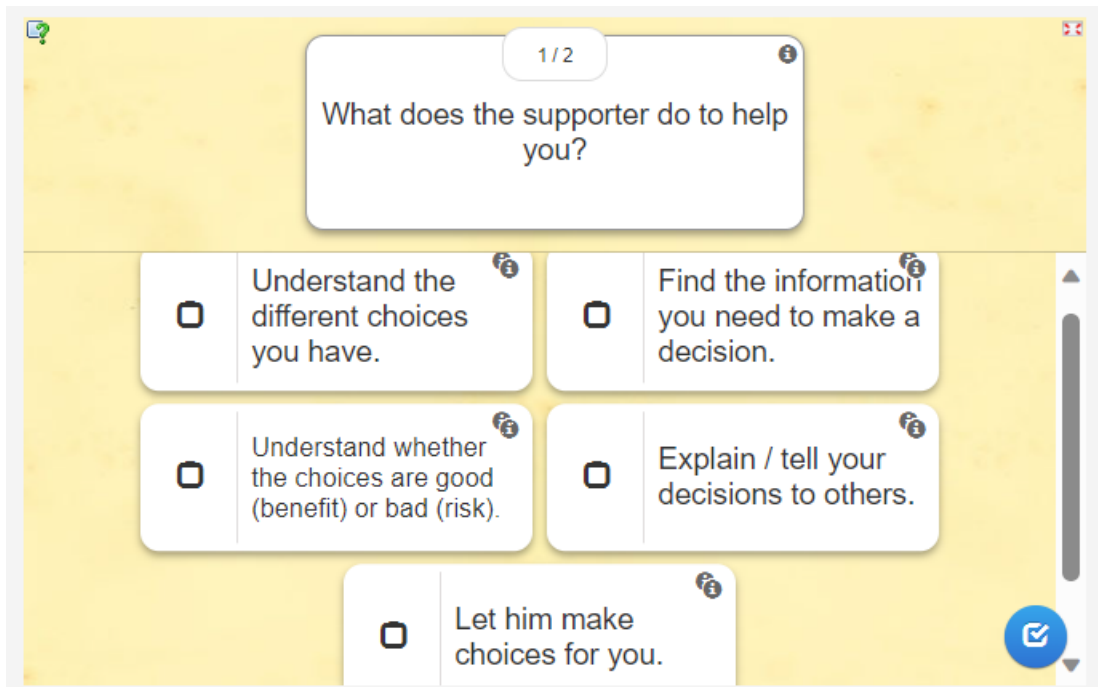 1 / 2
What does the supporter do to help
you?
Understand the
different choices
you have.
Find the information
you need to make a
decision.
Understand whether
the choices are good
(benefit) or bad (risk).
Explain / tell your
decisions to others.
Let him make
choices for you.